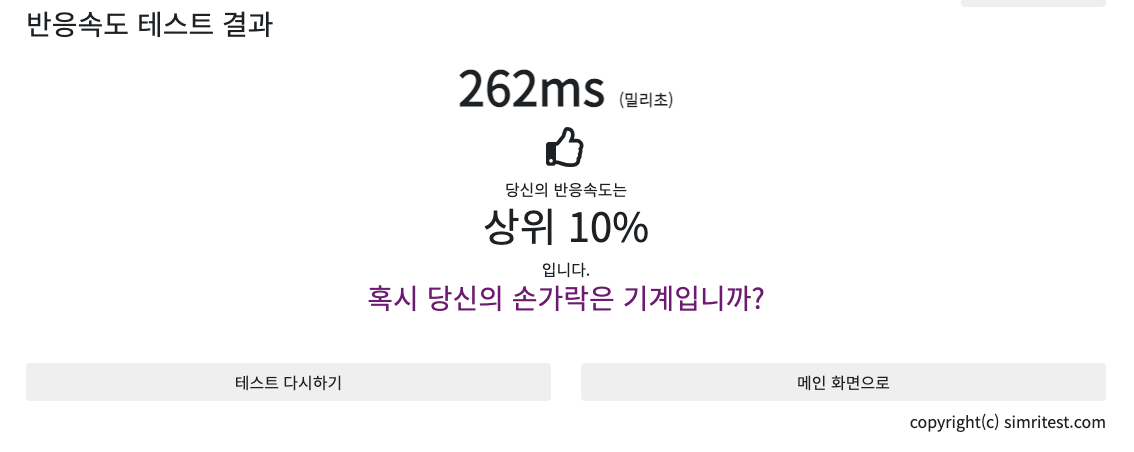 반응속도 테스트 결과
262ms (밀리초)
당신의 반응속도는
상위 10%
입니다.
혹시 당신의 손가락은 기계입니까?
테스트 다시하기
메인 화면으로
copyright(c) simritest.com